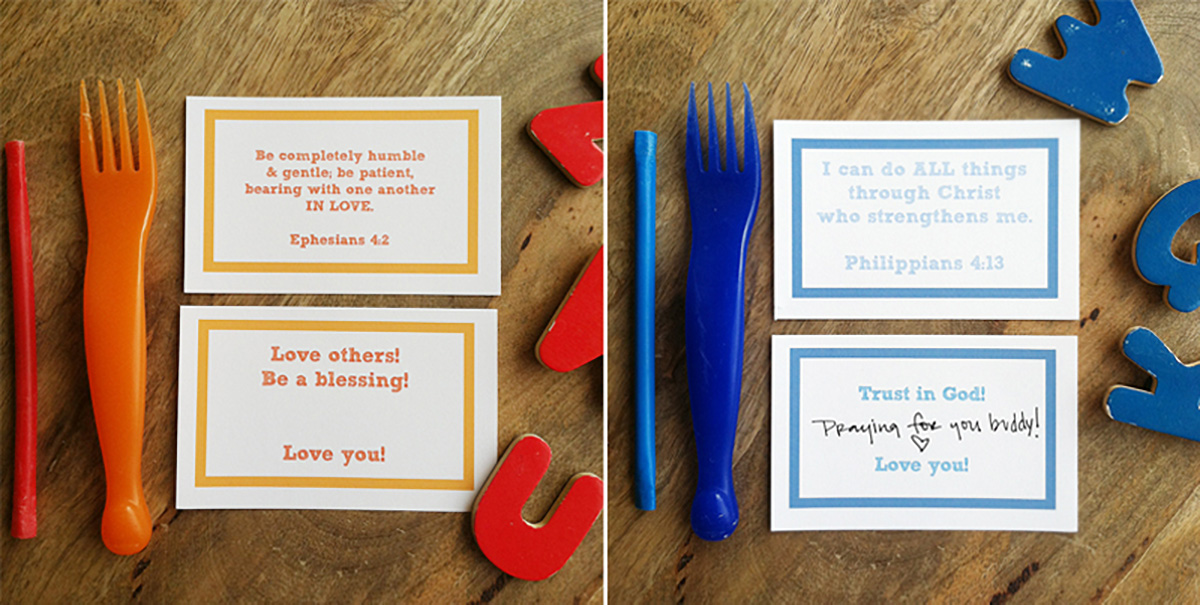 Be completely humble
& gentle; be patient,
bearing with one another
IN LOVE.
Ephesians 4:2
Love others!
Be a blessing!
Love you!
I can do ALL things
through Christ
who strengthens me.
Philippians 4:13
Trust in God!
Praying for you buddy!
Love you!
W
U